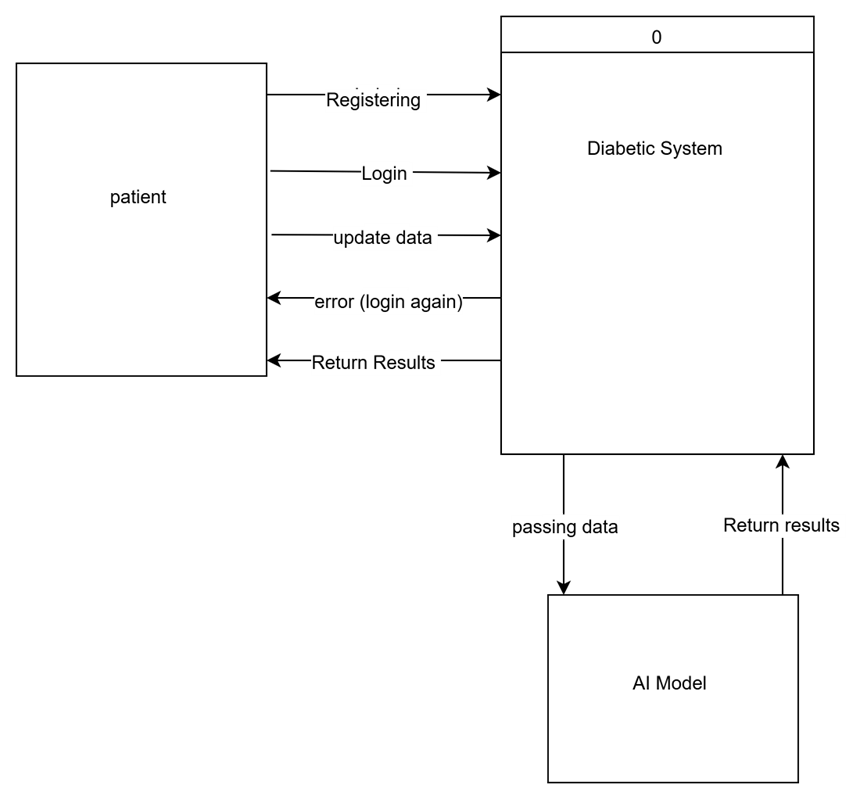 0
Registering
Diabetic System
Login
patient
update data
error (login again)
Return Results
passing data
Return results
AI Model